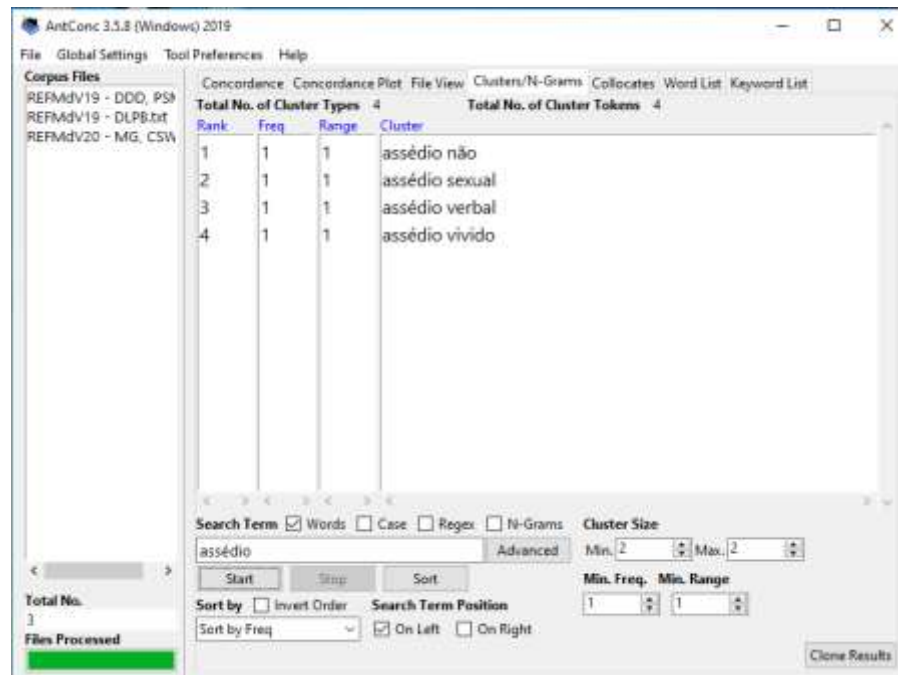 AntConc 3.5.8 (Windows) 2019
File Global Settings Tool Preferences Help
Corpus Files
REFMdV19 - DDD, PSM
REFMdV19 - DLPB.txt
REFMdV20 - MG, CSW
Concordance Concordance Plot File View Clusters/N-Grams Collocates Word List Keyword List
Total No. of Cluster Types 4 Total No. of Cluster Tokens 4
Rank Freq Range Cluster
1 1 1 assédio não
2 1 1 assédio sexual
3 1 1 assédio verbal
4 1 1 assédio vivido
Search Term Words Case Regex N-Grams Cluster Size
assédio Advanced Min. 2 Max. 2
Start Stop Sort Min. Freq. Min. Range
Total No.
3
Files Processed
Sort by Invert Order Search Term Position 1 1
Sort by Freq On Left On Right
Clone Results